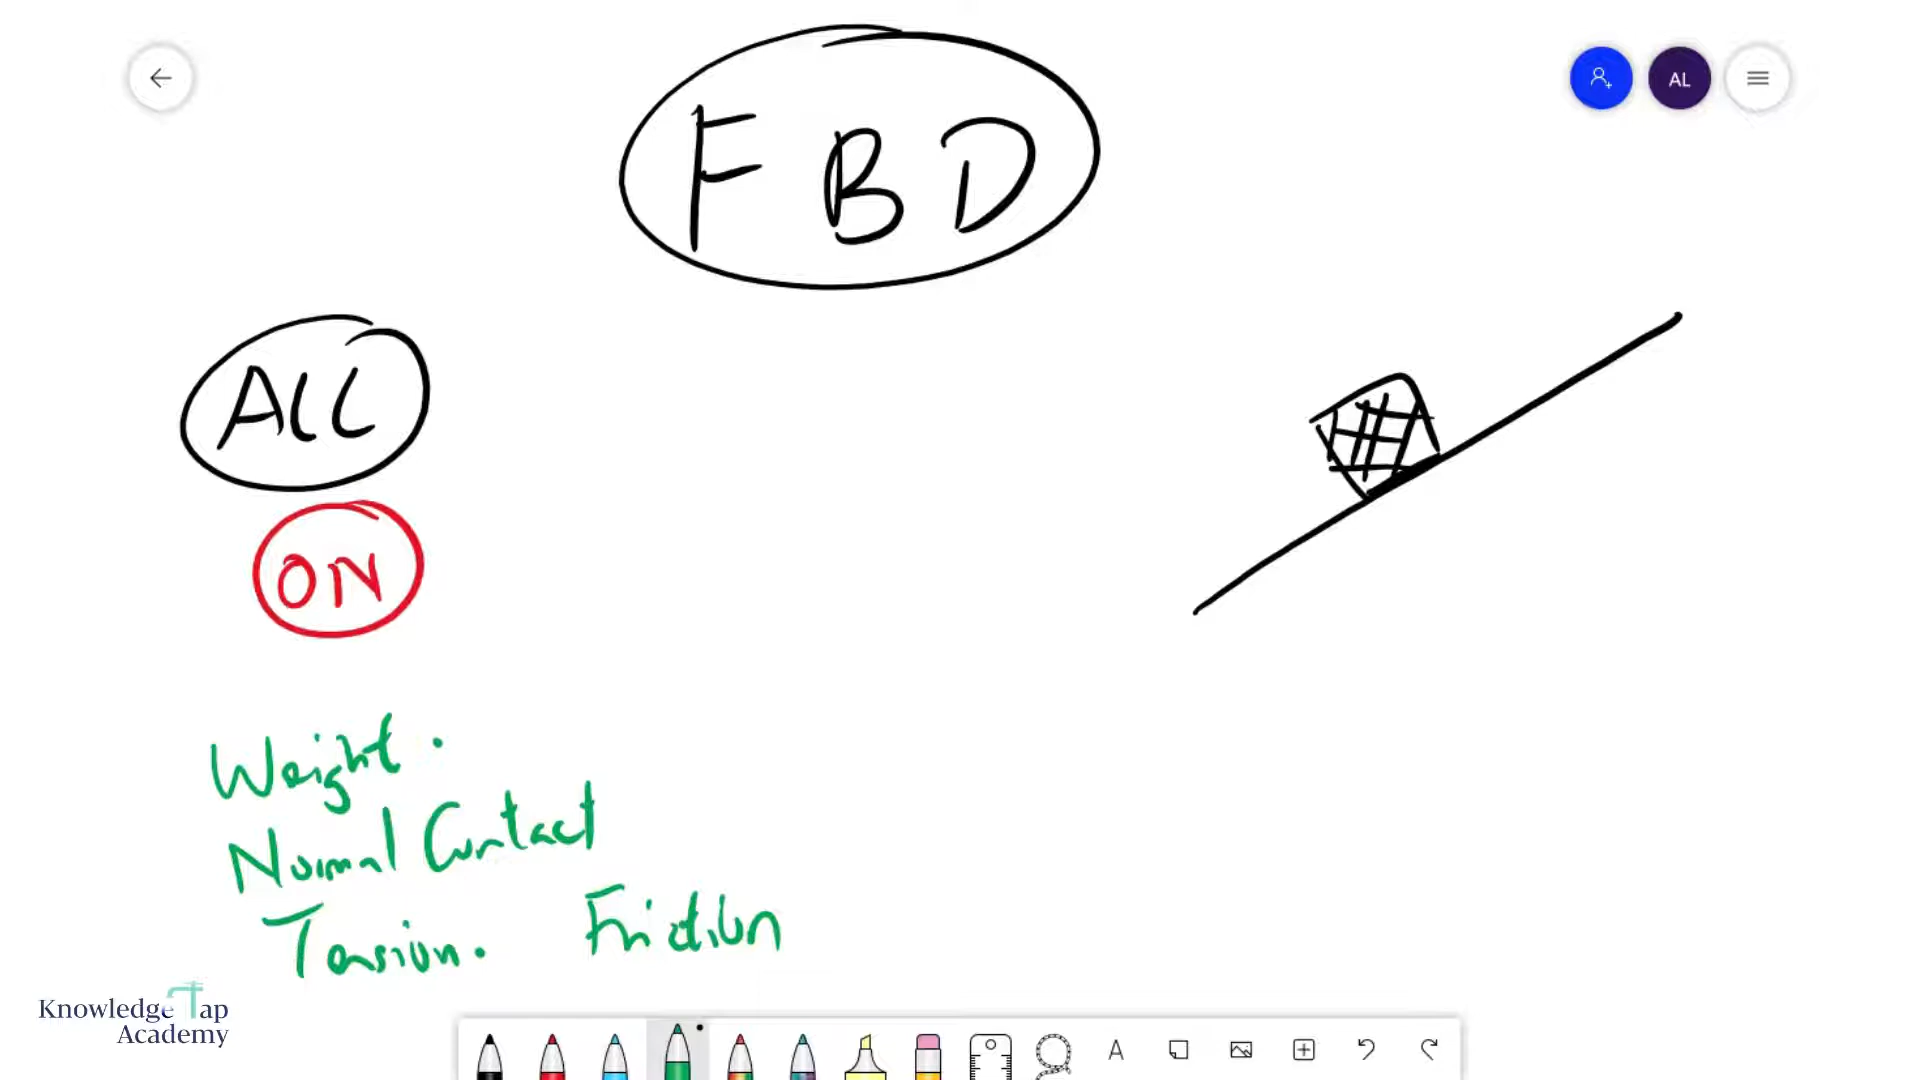 FBD
AL
ALL
ON
Weight.
Normal Contact
Tension. Friction
Knowledge Tap
Academy
A